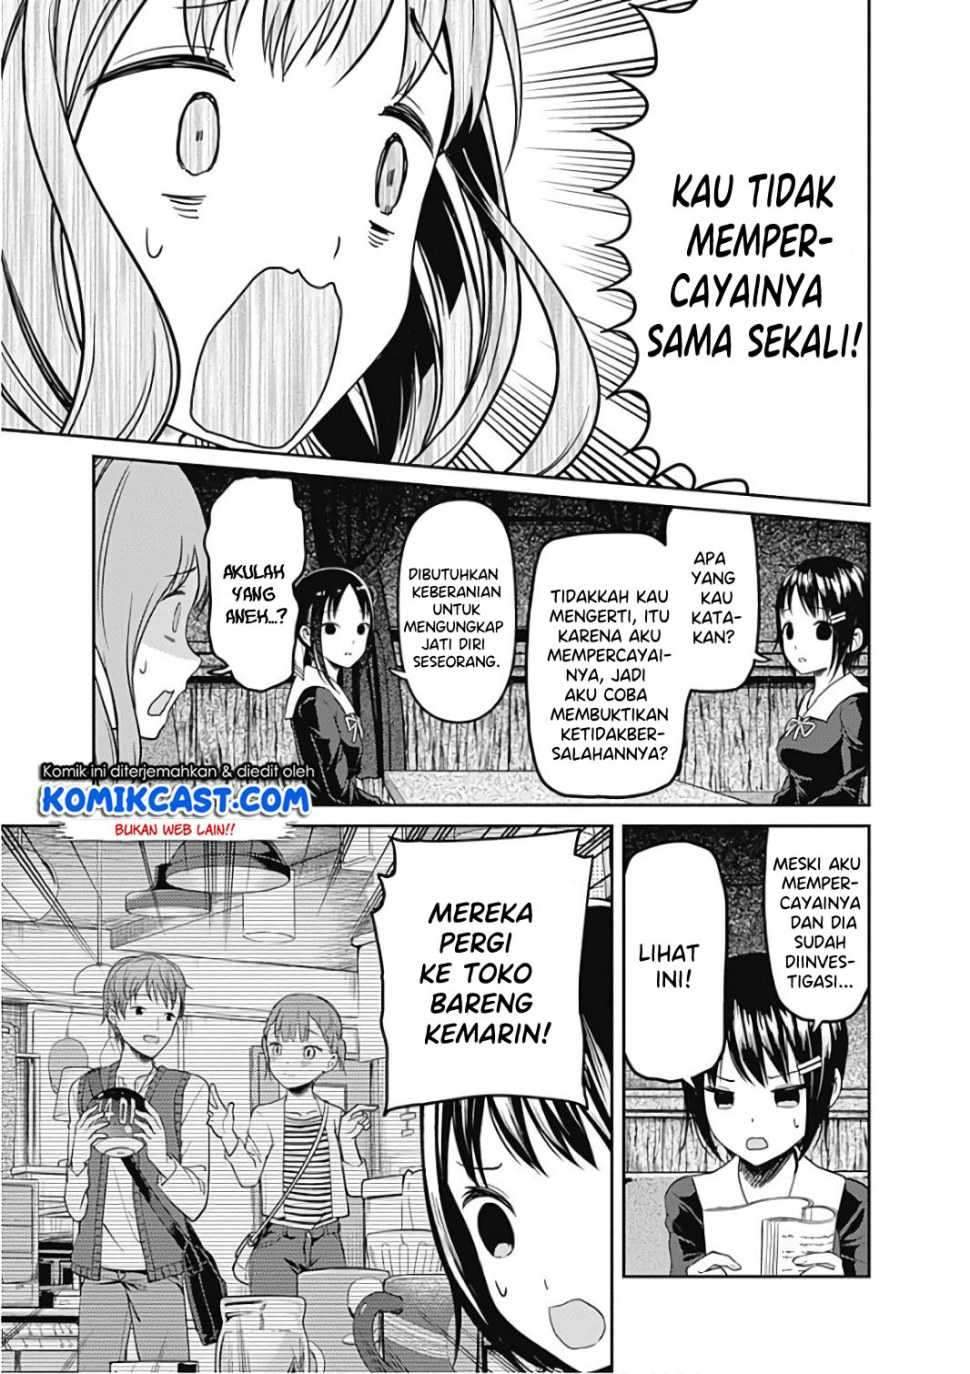 KAU TIDAK
MEMPER-
CAYAINYA
SAMA SEKALI!
APA
YANG
KAU
KATA-
KAN?
TIDAKKAH KAU
MENGERTI, ITU
KARENA AKU
MEMPERCAYAI-
NYA, JADI
AKU COBA
MEMBUKTIKAN
KETIDAKBER-
SALAHANNYA?
DIBUTUHKAN
KEBERANIAN
UNTUK
MENGUNGKAP
JATI DIRI
SESEORANG.
AKULAH
YANG
ANEH...?
Komik ini diterjemahkan & diedit oleh
KOMIKCAST.COM
BUKAN WEB LAIN!!
MESKI AKU
MEMPER-
CAYAINYA
DAN DIA
SUDAH
DIINVES-
TIGASI...
LIHAT
INI!
MEREKA
PERGI
KE TOKO
BARENG
KEMARIN!